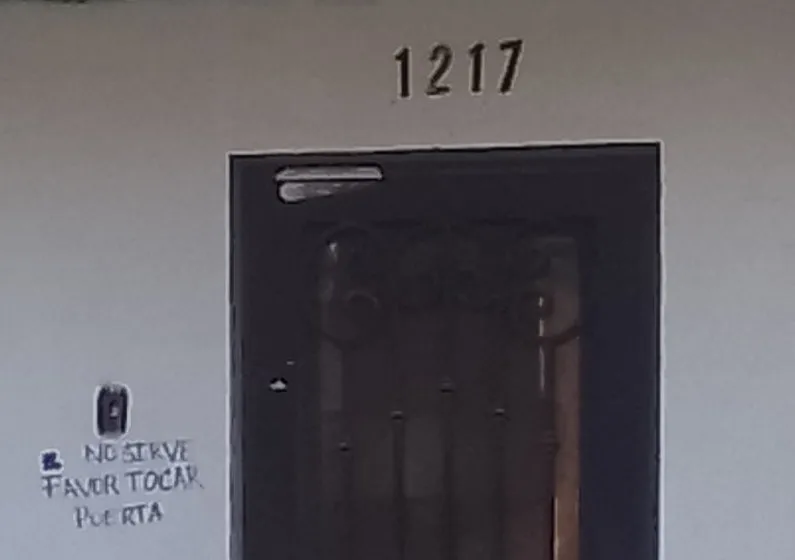 1217
NO SIRVE
FAVOR TOCAR
PUERTA